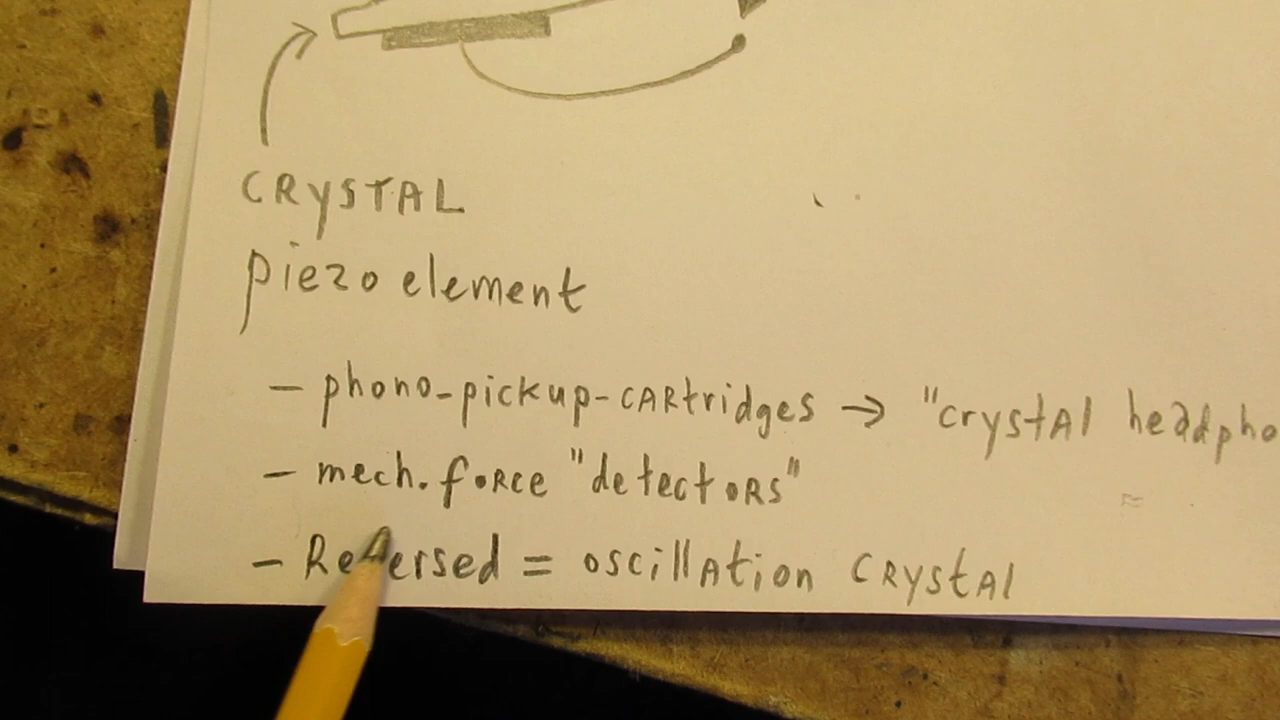 CRYSTAL
piezo element
- phono-pickup-CARtridges → "crystAl headpho
- mech. foRCE "detectoRS"
- Reversed = oscillAtion CRystAl